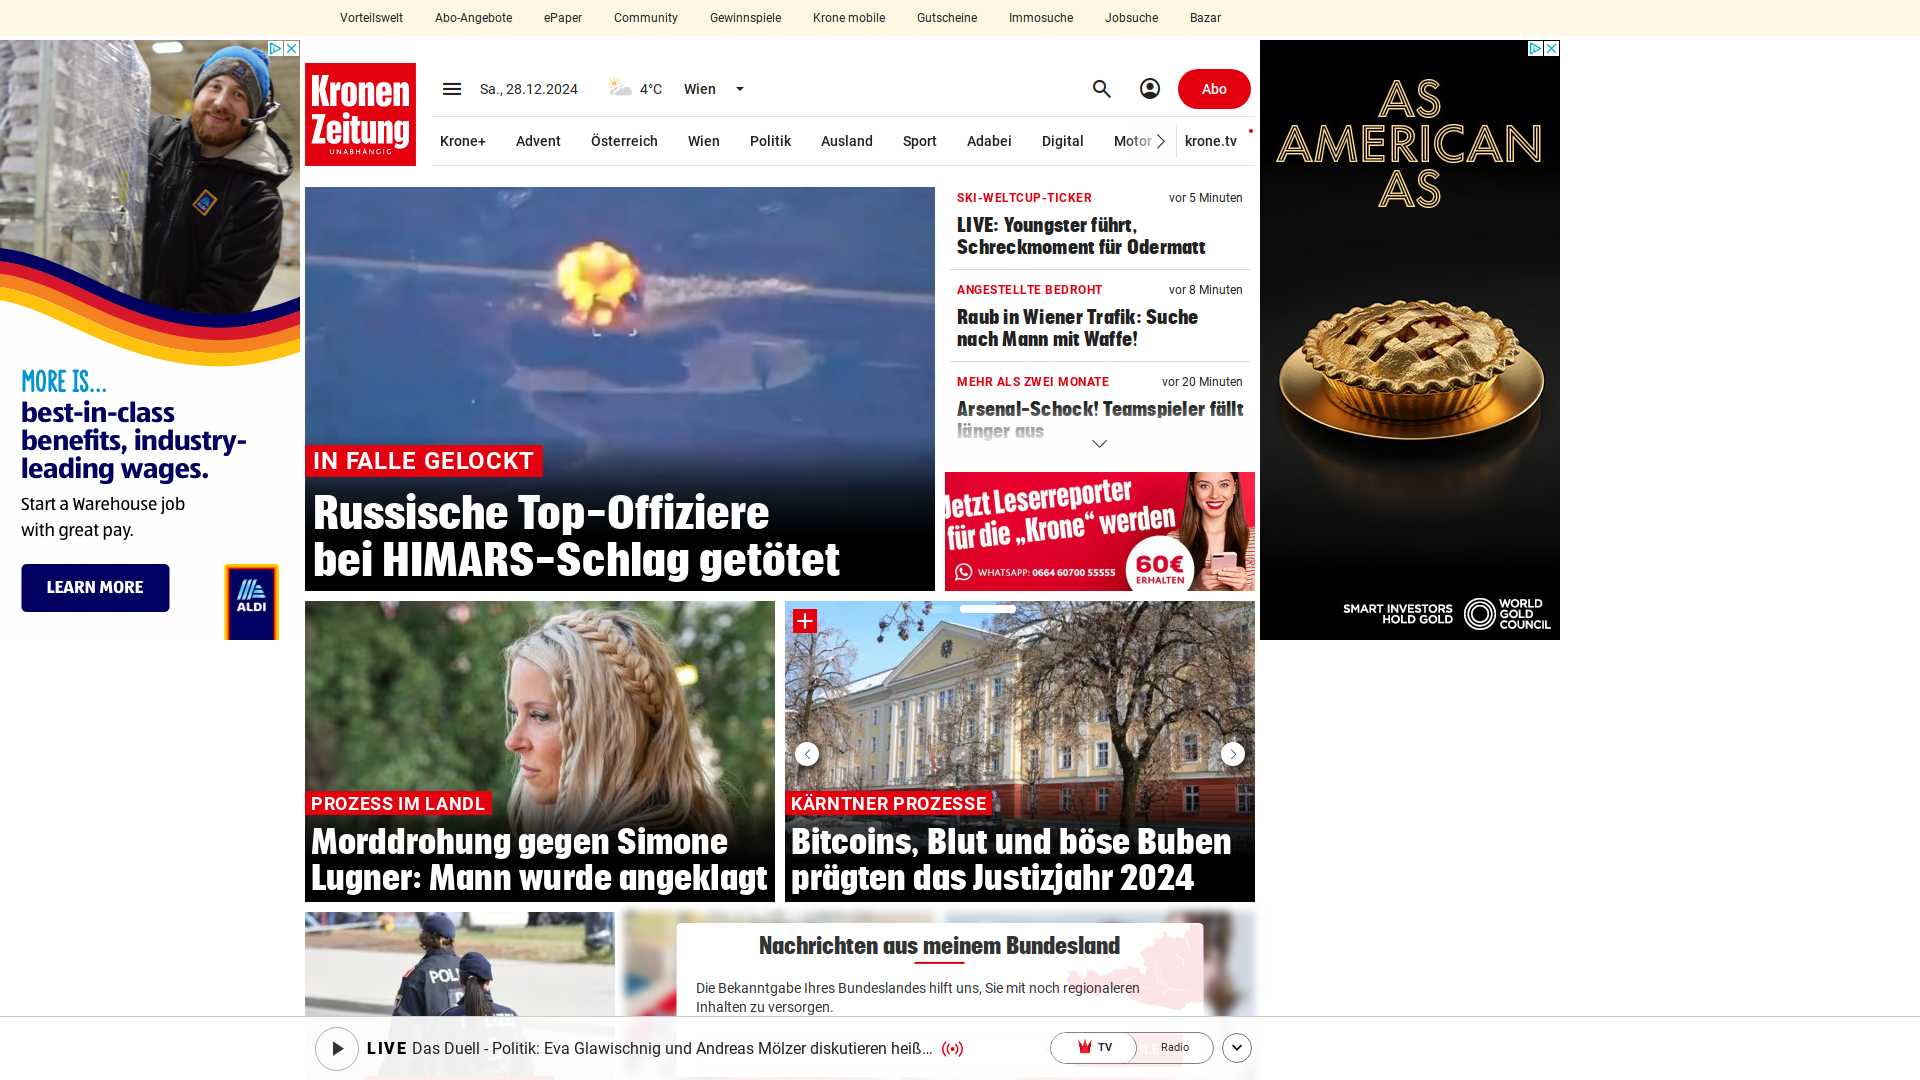 Vorteilswelt
Abo-Angebote
ePaper
Community
Gewinnspiele
Krone mobile
Gutscheine
Immosuche
Jobsuche
Bazar
Kronen
Zeitung
UNABHÄNGIG
Sa., 28.12.2024
4°C
Wien
Abo
Krone+
Advent
Österreich
Wien
Politik
Ausland
Sport
Adabei
Digital
Motor
krone.tv
MORE IS...
best-in-class
benefits, industry-
leading wages.
Start a Warehouse job
with great pay.
LEARN MORE
ALDI
IN FALLE GELOCKT
Russische Top-Offiziere
bei HIMARS-Schlag getötet
SKI-WELTCUP-TICKER
vor 5 Minuten
LIVE: Youngster führt,
Schreckmoment für Odermatt
ANGESTELLTE BEDROHT
vor 8 Minuten
Raub in Wiener Trafik: Suche
nach Mann mit Waffe!
MEHR ALS ZWEI MONATE
vor 20 Minuten
Arsenal-Schock! Teamspieler fällt
länger aus
Jetzt Leserreporter
für die „Krone“ werden
WHATSAPP: 0664 60700 55555
60€
ERHALTEN
AS
AMERICAN
AS
SMART INVESTORS
HOLD GOLD
WORLD
GOLD
COUNCIL
PROZESS IM LANDL
Morddrohung gegen Simone
Lugner: Mann wurde angeklagt
KÄRNTNER PROZESSE
Bitcoins, Blut und böse Buben
prägten das Justizjahr 2024
Nachrichten aus meinem Bundesland
Die Bekanntgabe Ihres Bundeslandes hilft uns, Sie mit noch regionaleren
Inhalten zu versorgen.
LIVE Das Duell - Politik: Eva Glawischnig und Andreas Mölzer diskutieren heiß...
TV
Radio